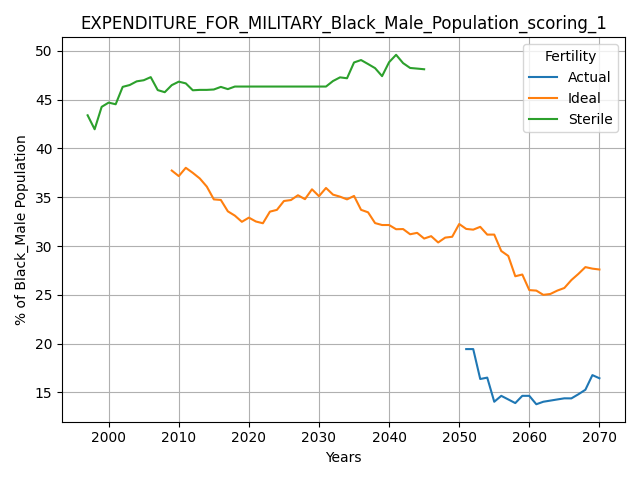 EXPENDITURE_FOR_MILITARY_Black_Male_Population_scoring_1
Fertility
Actual
Ideal
Sterile
% of Black_Male Population
50
45
40
35
30
25
20
15
2000 2010 2020 2030 2040 2050 2060 2070
Years